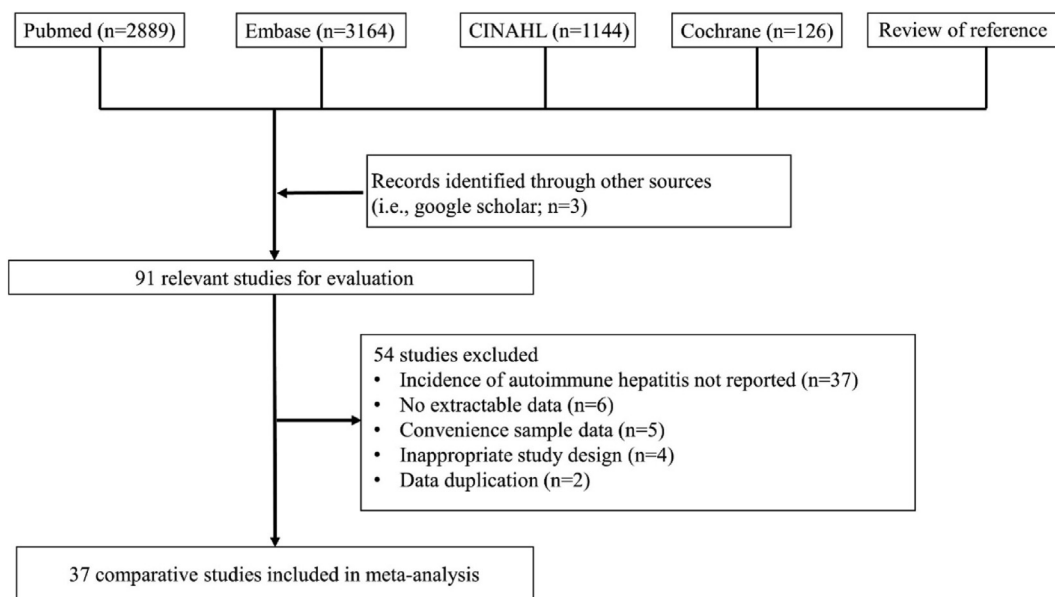 Pubmed (n=2889)
Embase (n=3164)
CINAHL (n=1144)
Cochrane (n=126)
Review of reference
Records identified through other sources
(i.e., google scholar; n=3)
91 relevant studies for evaluation
54 studies excluded
• Incidence of autoimmune hepatitis not reported (n=37)
• No extractable data (n=6)
• Convenience sample data (n=5)
• Inappropriate study design (n=4)
• Data duplication (n=2)
37 comparative studies included in meta-analysis